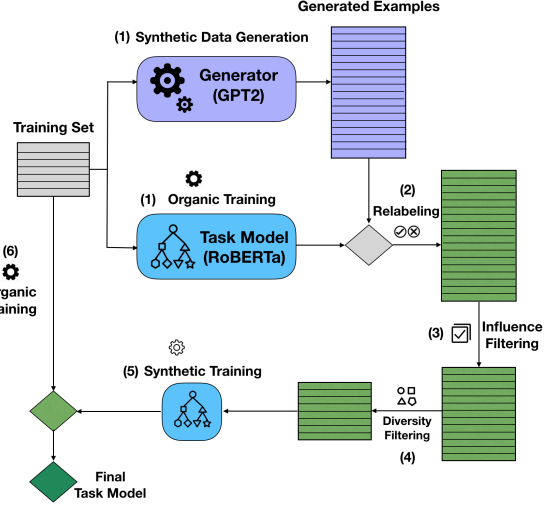 Generated Examples
(1) Synthetic Data Generation
Generator
(GPT2)
Training Set
(1) Organic Training
Task Model
(RoBERTa)
(2)
Relabeling
(6)
(3) Influence
Filtering
(5) Synthetic Training
Diversity
Filtering
(4)
Final
Task Model